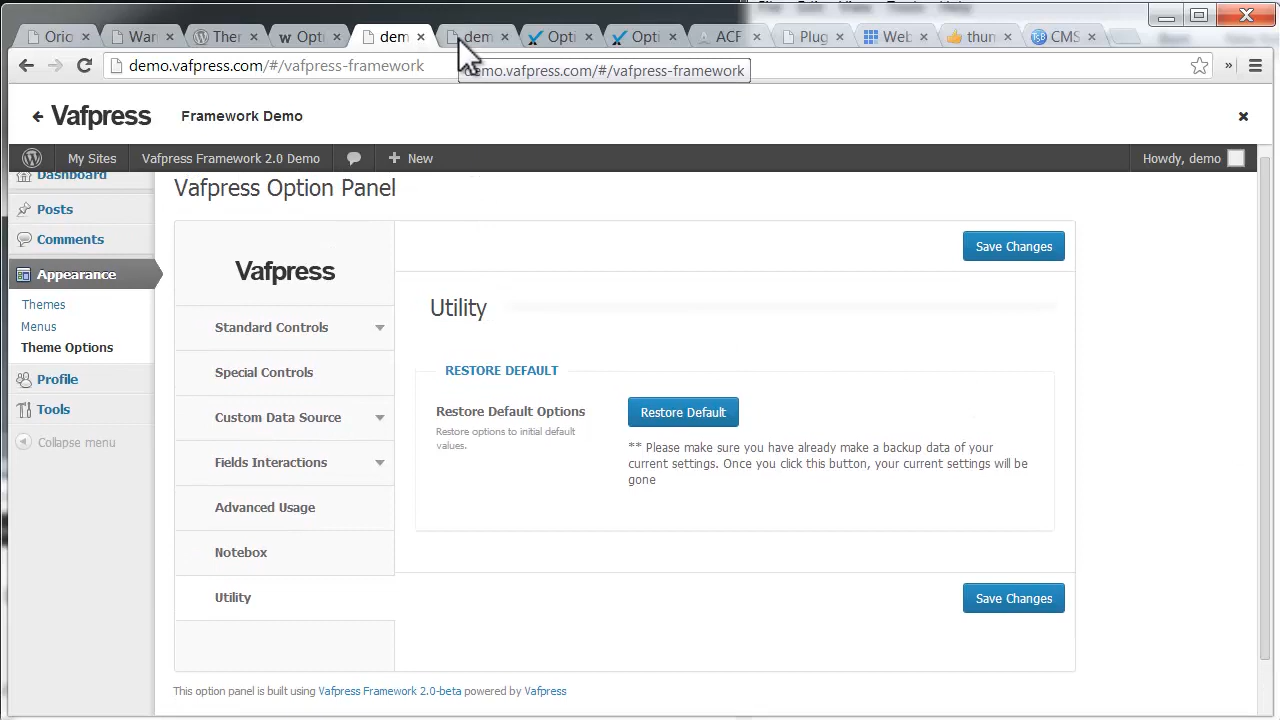 Orio
Warn
Ther
Opti
dem
dem
Opti
Opti
ACF
Plug
Web
thun
CMS
demo.vafpress.com/#/vafpress-framework
demo.vafpress.com/#/vafpress-framework
Vafpress Framework Demo
My Sites Vafpress Framework 2.0 Demo New Howdy, demo
Dashboard
Posts
Comments
Appearance
Themes
Menus
Theme Options
Profile
Tools
Collapse menu
Vafpress Option Panel
Vafpress
Standard Controls
Special Controls
Custom Data Source
Fields Interactions
Advanced Usage
Notebox
Utility
Save Changes
Utility
RESTORE DEFAULT
Restore Default Options
Restore options to initial default
values.
Restore Default
** Please make sure you have already make a backup data of your
current settings. Once you click this button, your current settings will be
gone
Save Changes
This option panel is built using Vafpress Framework 2.0-beta powered by Vafpress